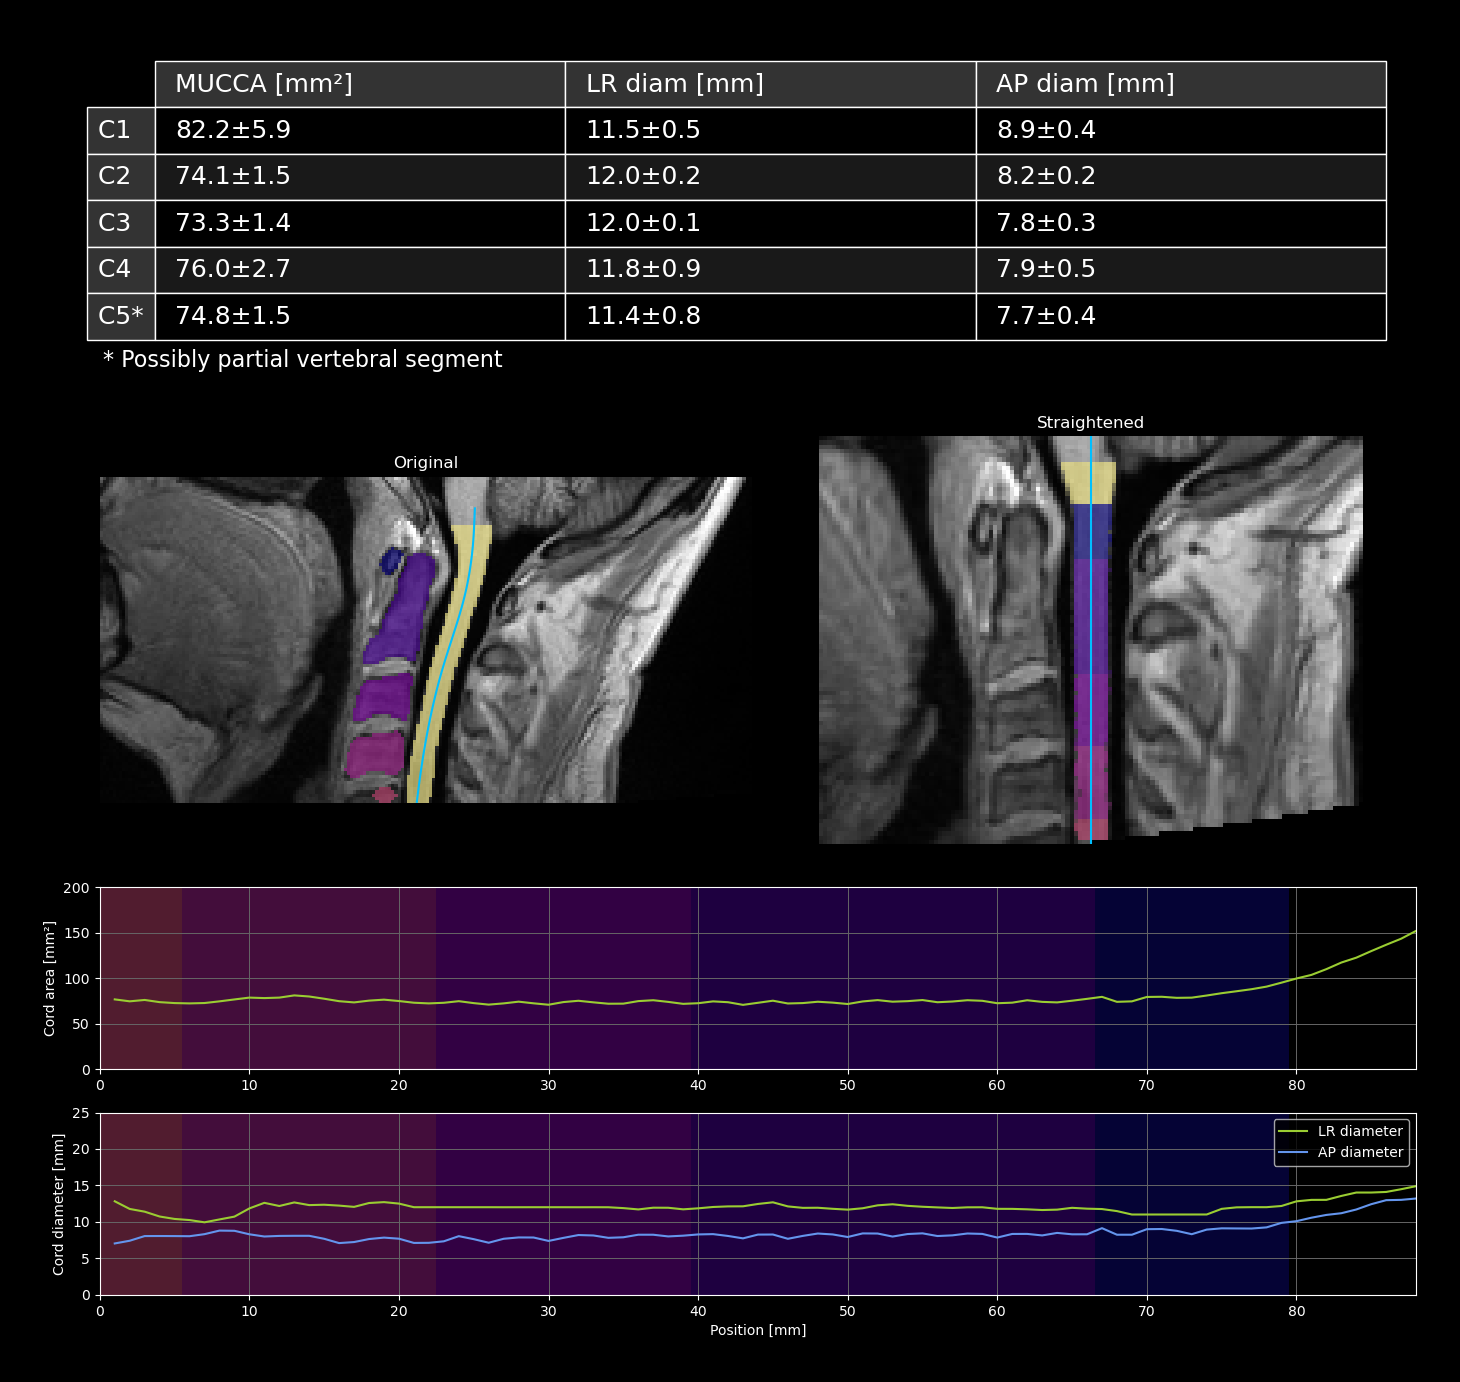 MUCCA [mm²] LR diam [mm] AP diam [mm]
C1 82.2±5.9 11.5±0.5 8.9±0.4
C2 74.1±1.5 12.0±0.2 8.2±0.2
C3 73.3±1.4 12.0±0.1 7.8±0.3
C4 76.0±2.7 11.8±0.9 7.9±0.5
C5* 74.8±1.5 11.4±0.8 7.7±0.4
* Possibly partial vertebral segment
Original
Straightened
Cord area [mm²]
200
150
100
50
0
0 10 20 30 40 50 60 70 80
Cord diameter [mm]
25
20
15
10
5
0
LR diameter
AP diameter
0 10 20 30 40 50 60 70 80
Position [mm]